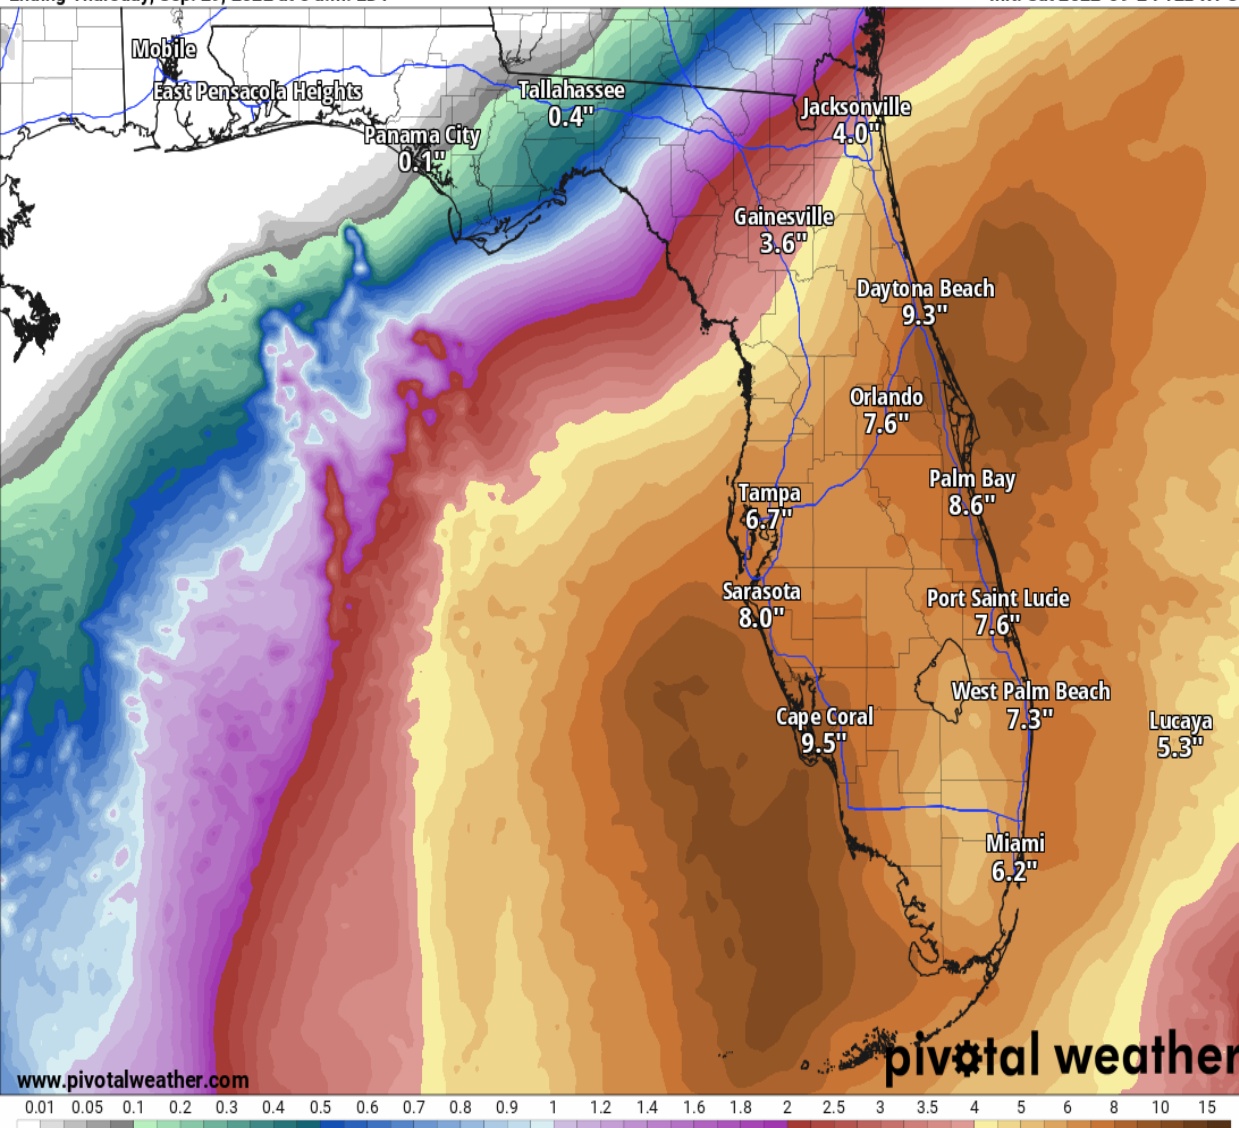 Mobile
East Pensacola Heights
Panama City
0.1"
Tallahassee
0.4"
Jacksonville
4.0"
Gainesville
3.6"
Daytona Beach
9.3"
Orlando
7.6"
Tampa
6.7"
Palm Bay
8.6"
Sarasota
8.0"
Port Saint Lucie
7.6"
West Palm Beach
7.3"
Cape Coral
9.5"
Lucaya
5.3"
Miami
6.2"
pivotal weather
www.pivotalweather.com
0.01 0.05 0.1 0.2 0.3 0.4 0.5 0.6 0.7 0.8 0.9 1 1.2 1.4 1.6 1.8 2 2.5 3 3.5 4 5 6 8 10 15